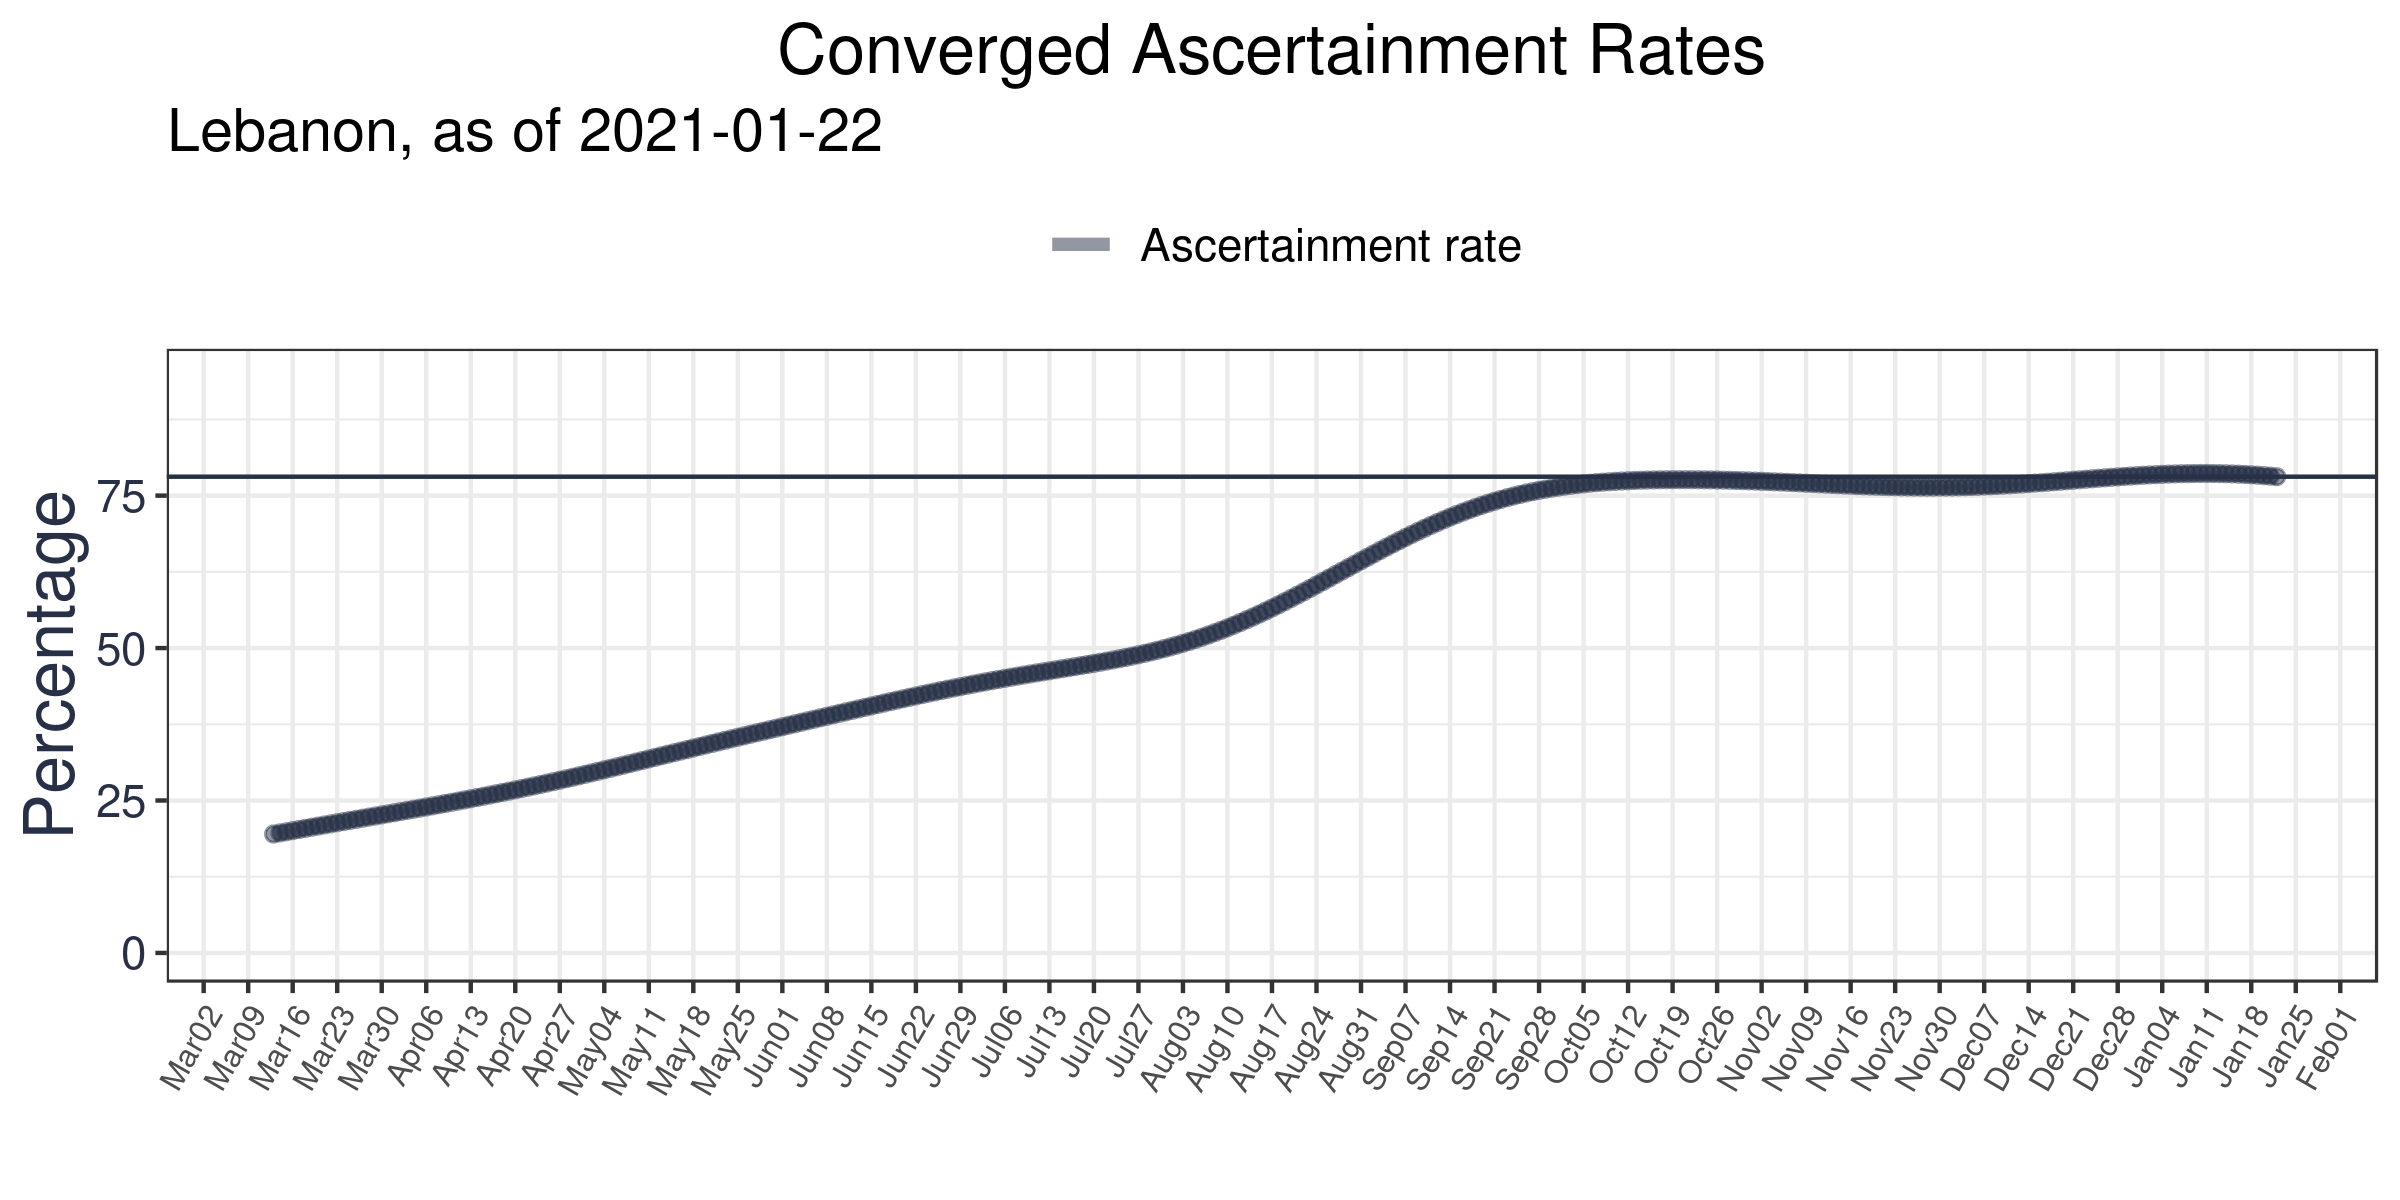 Converged Ascertainment Rates
Lebanon, as of 2021-01-22
Ascertainment rate
Percentage
75
50
25
0
Mar02
Mar09
Mar16
Mar23
Mar30
Apr06
Apr13
Apr20
Apr27
May04
May11
May18
May25
Jun01
Jun08
Jun15
Jun22
Jun29
Jul06
Jul13
Jul20
Jul27
Aug03
Aug10
Aug17
Aug24
Aug31
Sep07
Sep14
Sep21
Sep28
Oct05
Oct12
Oct19
Oct26
Nov02
Nov09
Nov16
Nov23
Nov30
Dec07
Dec14
Dec21
Dec28
Jan04
Jan11
Jan18
Jan25
Feb01